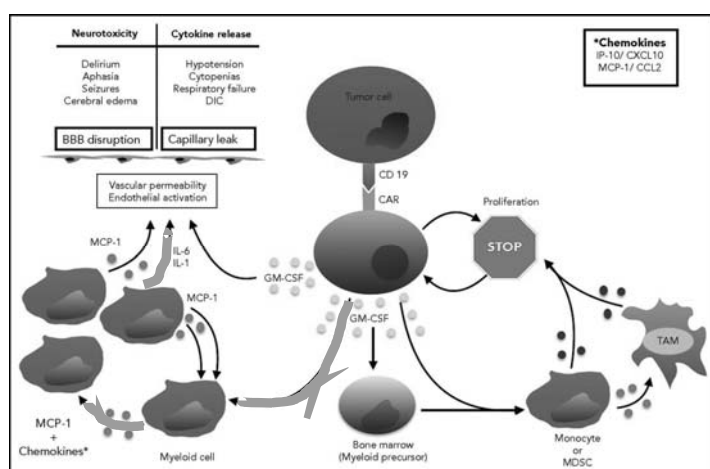 Neurotoxicity
Cytokine release
Delirium
Aphasia
Seizures
Cerebral edema
Hypotension
Cytopenias
Respiratory failure
DIC
BBB disruption
Capillary leak
Vascular permeability
Endothelial activation
*Chemokines
IP-10/ CXCL10
MCP-1/ CCL2
Tumor cell
CD 19
CAR
Proliferation
STOP
MCP-1
IL-6
IL-1
GM-CSF
MCP-1
GM-CSF
TAM
MCP-1
+
Chemokines*
Myeloid cell
Bone marrow
(Myeloid precursor)
Monocyte
or
MDSC